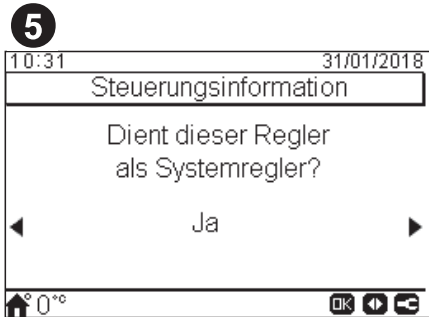 5
10:31 31/01/2018
Steuerungsinformation
Dient dieser Regler
als Systemregler?
Ja
0°c OK